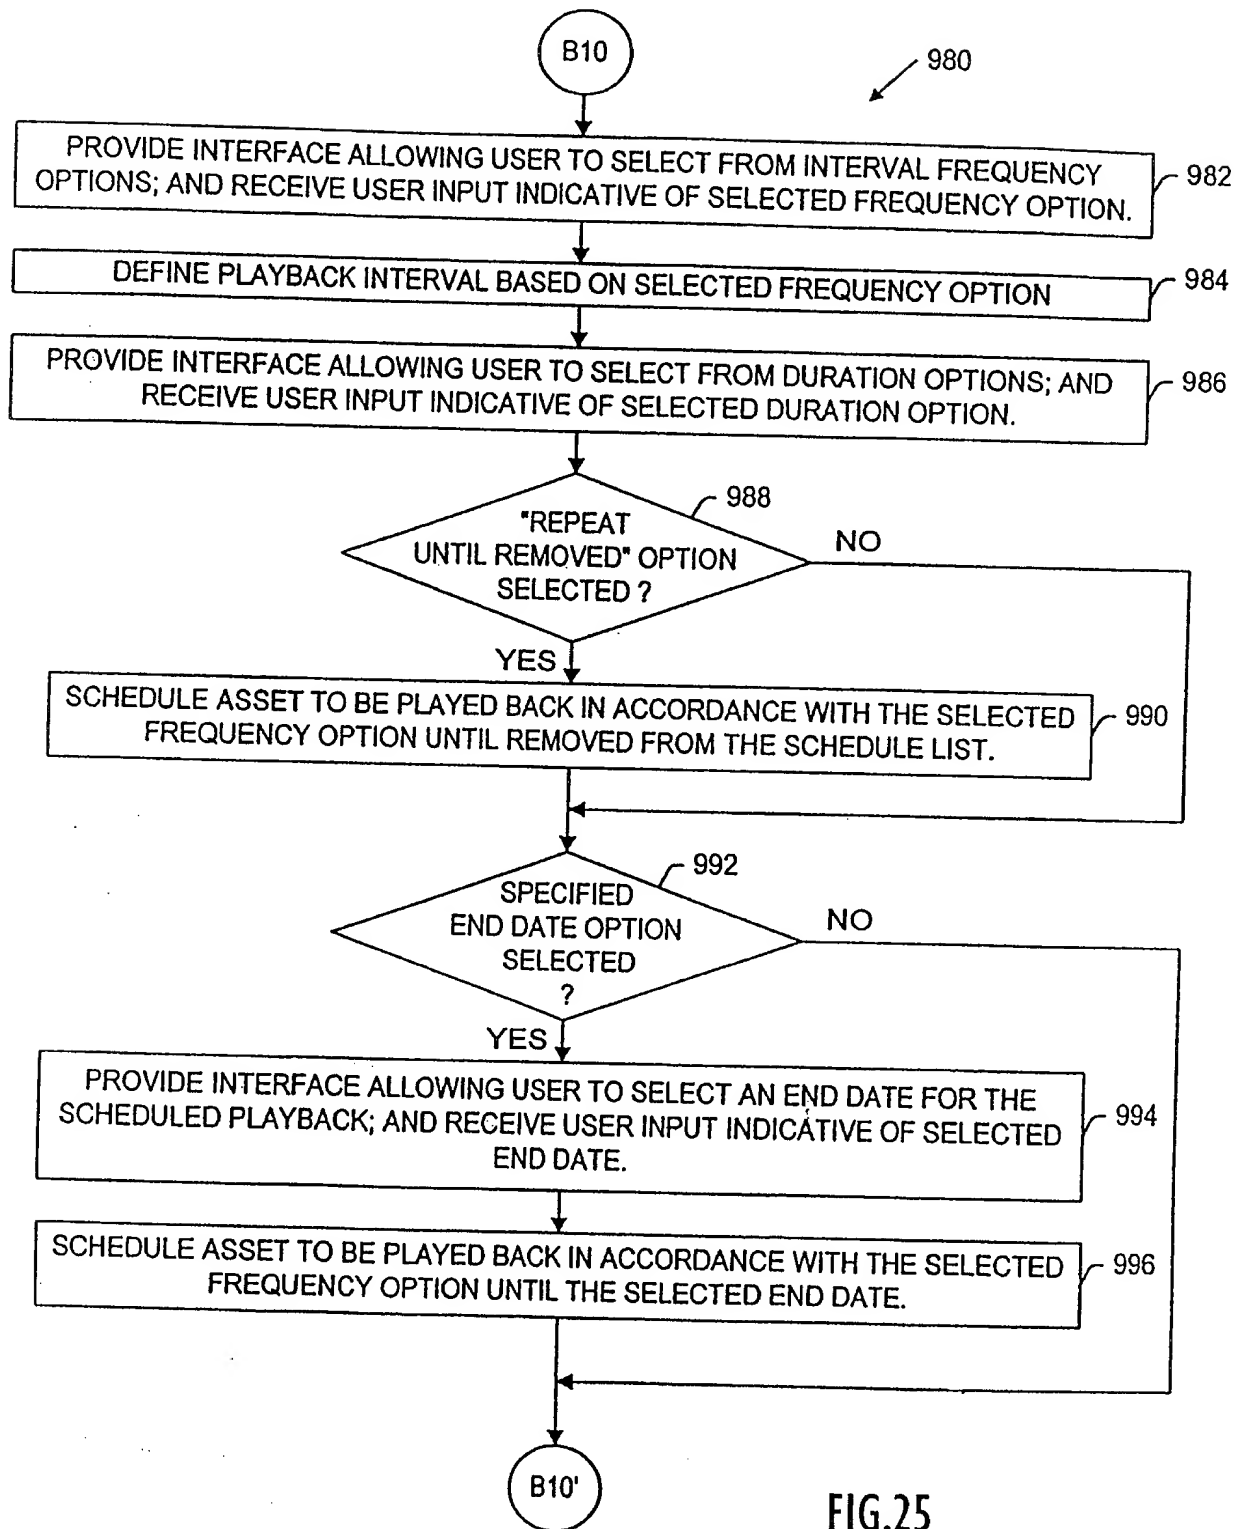 B10
980
PROVIDE INTERFACE ALLOWING USER TO SELECT FROM INTERVAL FREQUENCY
OPTIONS; AND RECEIVE USER INPUT INDICATIVE OF SELECTED FREQUENCY OPTION.
982
DEFINE PLAYBACK INTERVAL BASED ON SELECTED FREQUENCY OPTION
984
PROVIDE INTERFACE ALLOWING USER TO SELECT FROM DURATION OPTIONS; AND
RECEIVE USER INPUT INDICATIVE OF SELECTED DURATION OPTION.
986
988
"REPEAT
UNTIL REMOVED" OPTION
SELECTED ?
NO
YES
SCHEDULE ASSET TO BE PLAYED BACK IN ACCORDANCE WITH THE SELECTED
FREQUENCY OPTION UNTIL REMOVED FROM THE SCHEDULE LIST.
990
992
SPECIFIED
END DATE OPTION
SELECTED
?
NO
YES
PROVIDE INTERFACE ALLOWING USER TO SELECT AN END DATE FOR THE
SCHEDULED PLAYBACK; AND RECEIVE USER INPUT INDICATIVE OF SELECTED
END DATE.
994
SCHEDULE ASSET TO BE PLAYED BACK IN ACCORDANCE WITH THE SELECTED
FREQUENCY OPTION UNTIL THE SELECTED END DATE.
996
B10'
FIG.25